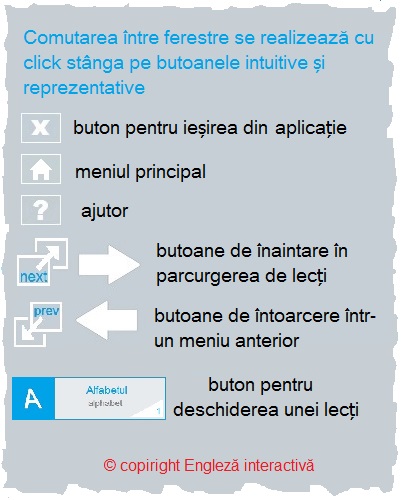 Comutarea între ferestre se realizează cu
click stânga pe butoanele intuitive și
reprezentative
X
buton pentru ieșirea din aplicație
meniul principal
?
ajutor
next
butoane de înaintare în
parcurgerea de lecți
prev
butoane de întoarcere într-
un meniu anterior
A
Alfabetul
alphabet
1
buton pentru
deschiderea unei lecți
© copiright Engleză interactivă